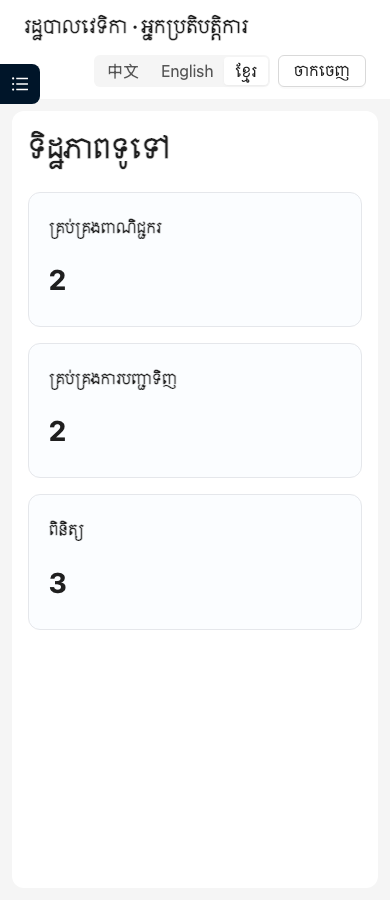 រដ្ឋបាលវេទិកា · អ្នកប្រតិបត្តិការ
中文 English ខ្មែរ ចាកចេញ
ទិដ្ឋភាពទូទៅ
គ្រប់គ្រងពាណិជ្ជករ
2
គ្រប់គ្រងការបញ្ជាទិញ
2
ពិនិត្យ
3